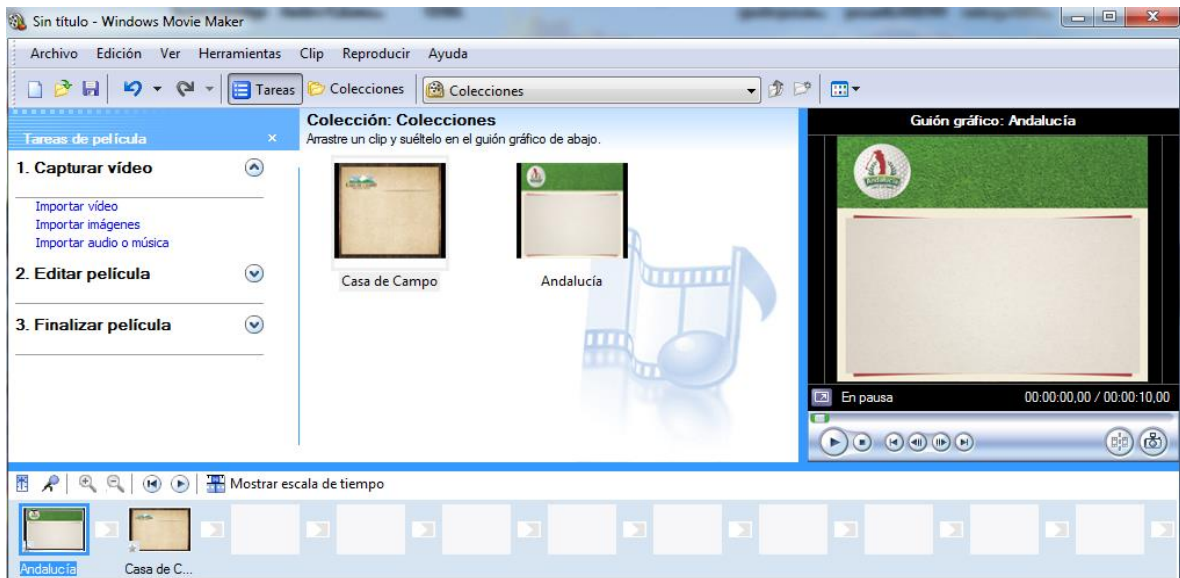 Sin título - Windows Movie Maker
Archivo Edición Ver Herramientas Clip Reproducir Ayuda
Tareas Colecciones Colecciones
Tareas de película
1. Capturar vídeo
Importar vídeo
Importar imágenes
Importar audio o música
2. Editar película
3. Finalizar película
Colección: Colecciones
Arrastre un clip y suéltelo en el guión gráfico de abajo.
Casa de Campo Andalucía
Guión gráfico: Andalucía
Andalucía
En pausa 00:00:00,00 / 00:00:10,00
Mostrar escala de tiempo
Andalucía Casa de C...